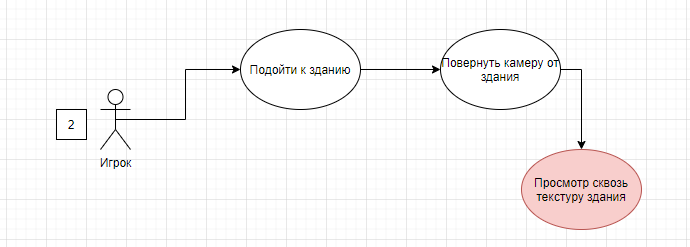 Подойти к зданию
Повернуть камеру от
здания
2
Игрок
Просмотр сквозь
текстуру здания